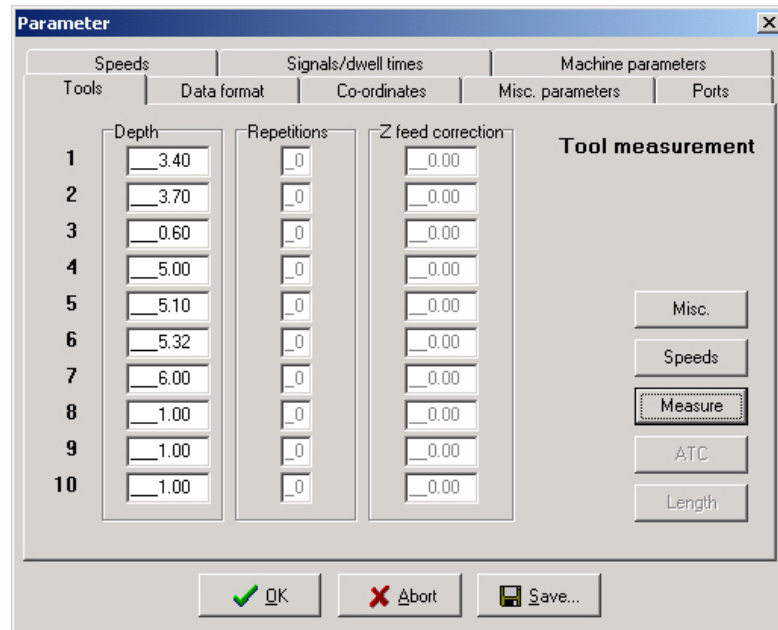 Parameter
Speeds Signals/dwell times Machine parameters
Tools Data format Co-ordinates Misc. parameters Ports
Depth Repetitions Z feed correction
Tool measurement
1 ___3.40 _0 __0.00
2 ___3.70 _0 __0.00
3 ___0.60 _0 __0.00
4 ___5.00 _0 __0.00
5 ___5.10 _0 __0.00
6 ___5.32 _0 __0.00
7 ___6.00 _0 __0.00
8 ___1.00 _0 __0.00
9 ___1.00 _0 __0.00
10 ___1.00 _0 __0.00
Misc.
Speeds
Measure
ATC
Length
OK Abort Save...